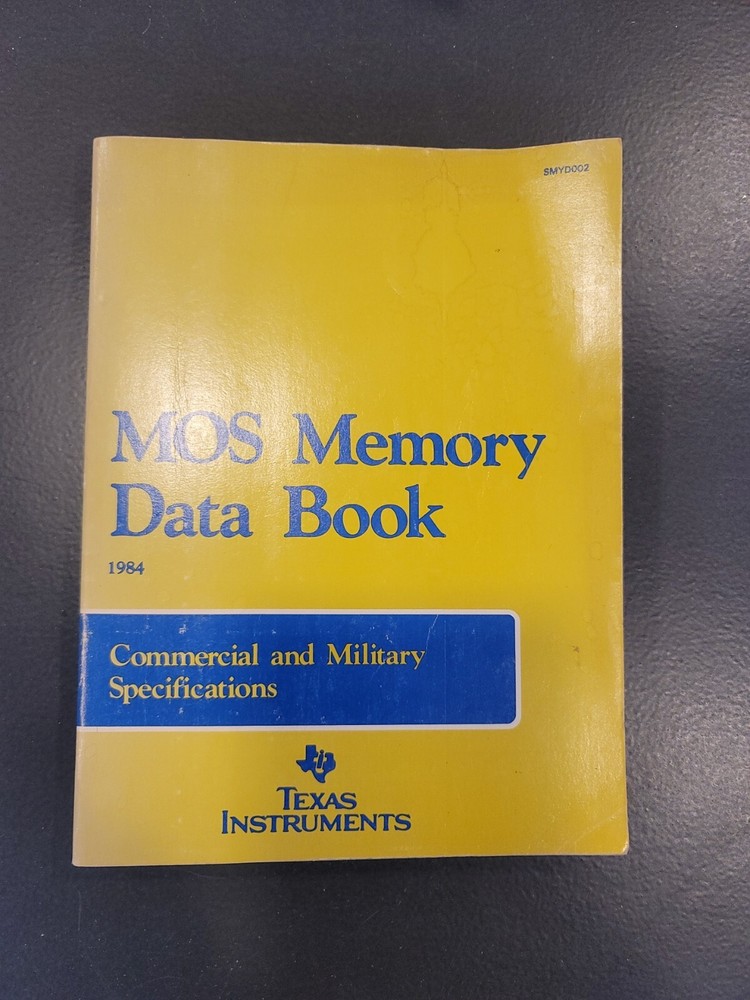 SMYD002
MOS Memory
Data Book
1984
Commercial and Military
Specifications
TEXAS
INSTRUMENTS